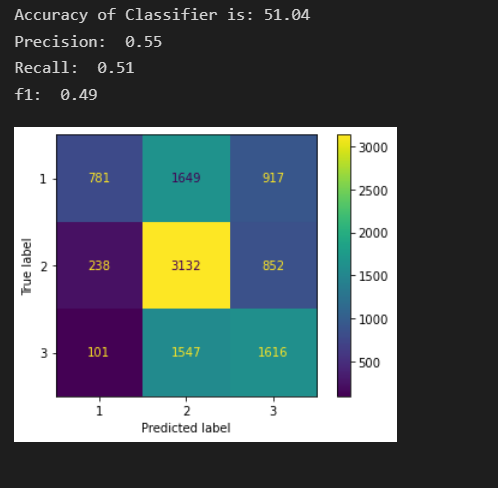 Accuracy of Classifier is: 51.04
Precision:  0.55
Recall:  0.51
f1:  0.49
3000
1 781 1649 917
2500
2000
True label
2 238 3132 852
1500
1000
3 101 1547 1616
500
1 2 3
Predicted label